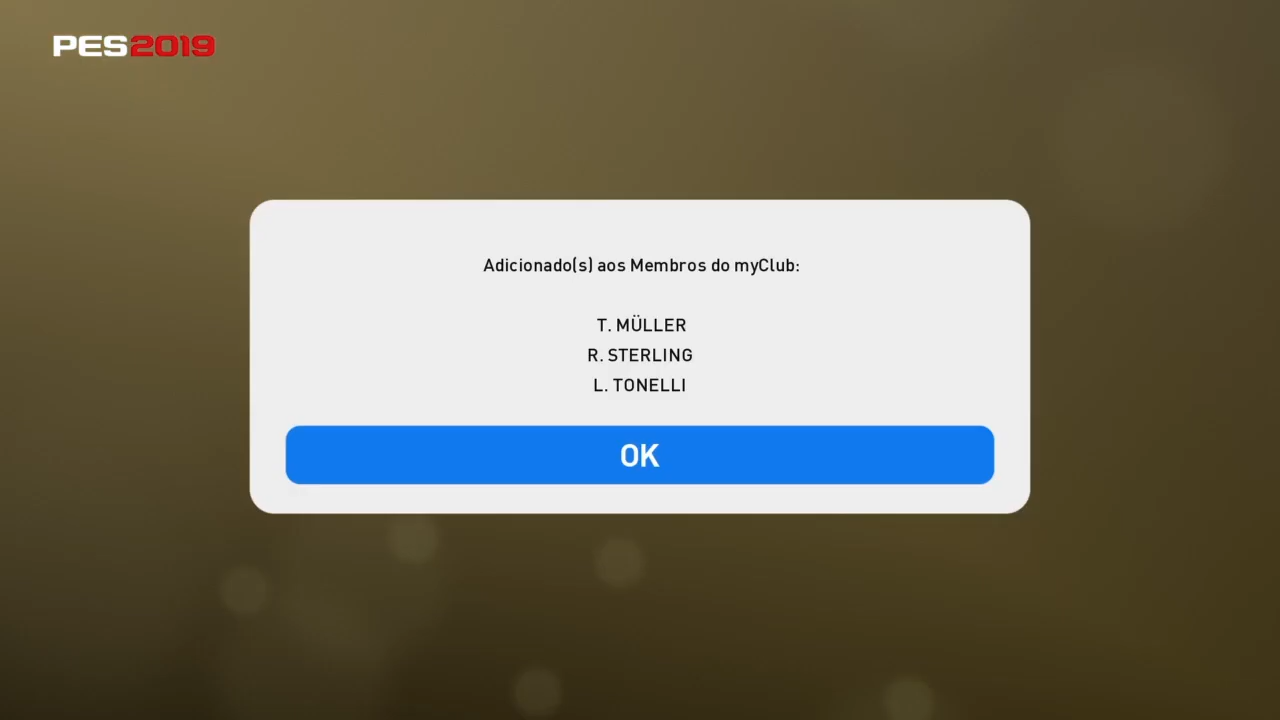 PES2019
Adicionado(s) aos Membros do myClub:
T. MÜLLER
R. STERLING
L. TONELLI
OK